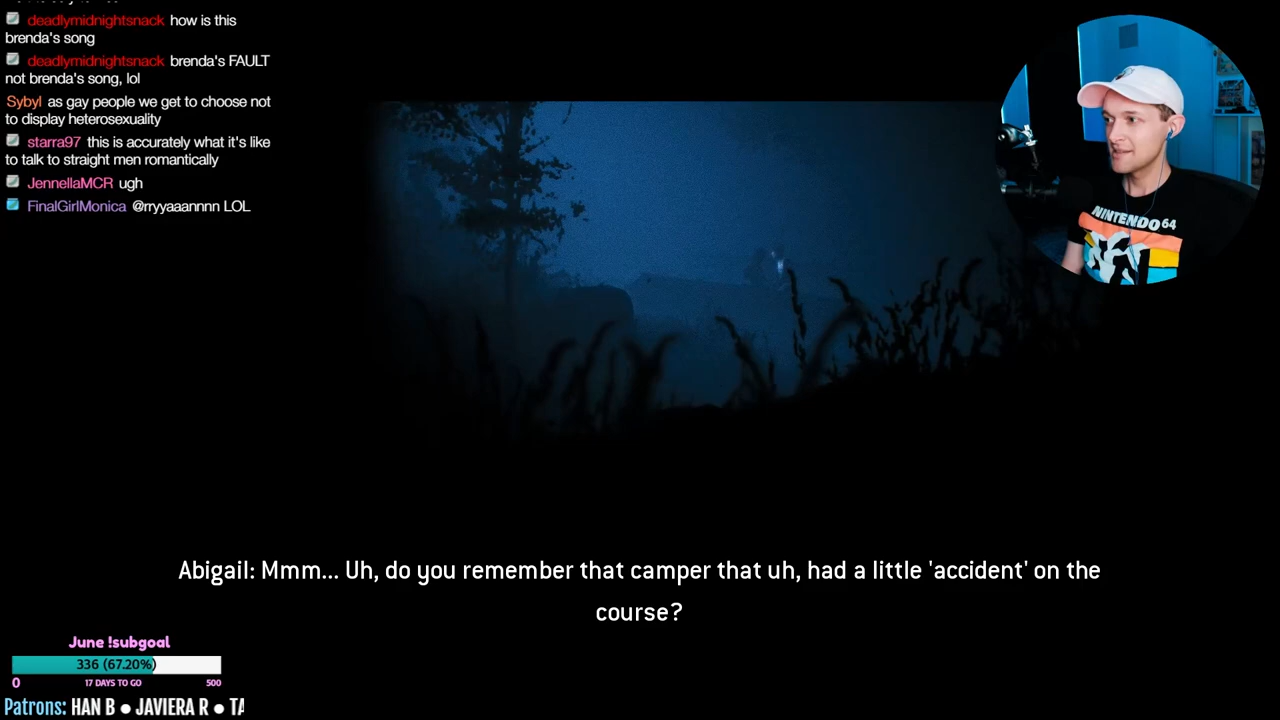 deadlymidnightsnack how is this
brenda's song
deadlymidnightsnack brenda's FAULT
not brenda's song, lol
Sybyl as gay people we get to choose not
to display heterosexuality
starra97 this is accurately what it's like
to talk to straight men romantically
JennellaMCR ugh
FinalGirlMonica @rryyaaannnn LOL
NINTENDO 64
Abigail: Mmm... Uh, do you remember that camper that uh, had a little 'accident' on the
course?
June !subgoal
336 (67.20%)
0 17 DAYS TO GO 500
Patrons: HAN B ● JAVIERA R ● TA